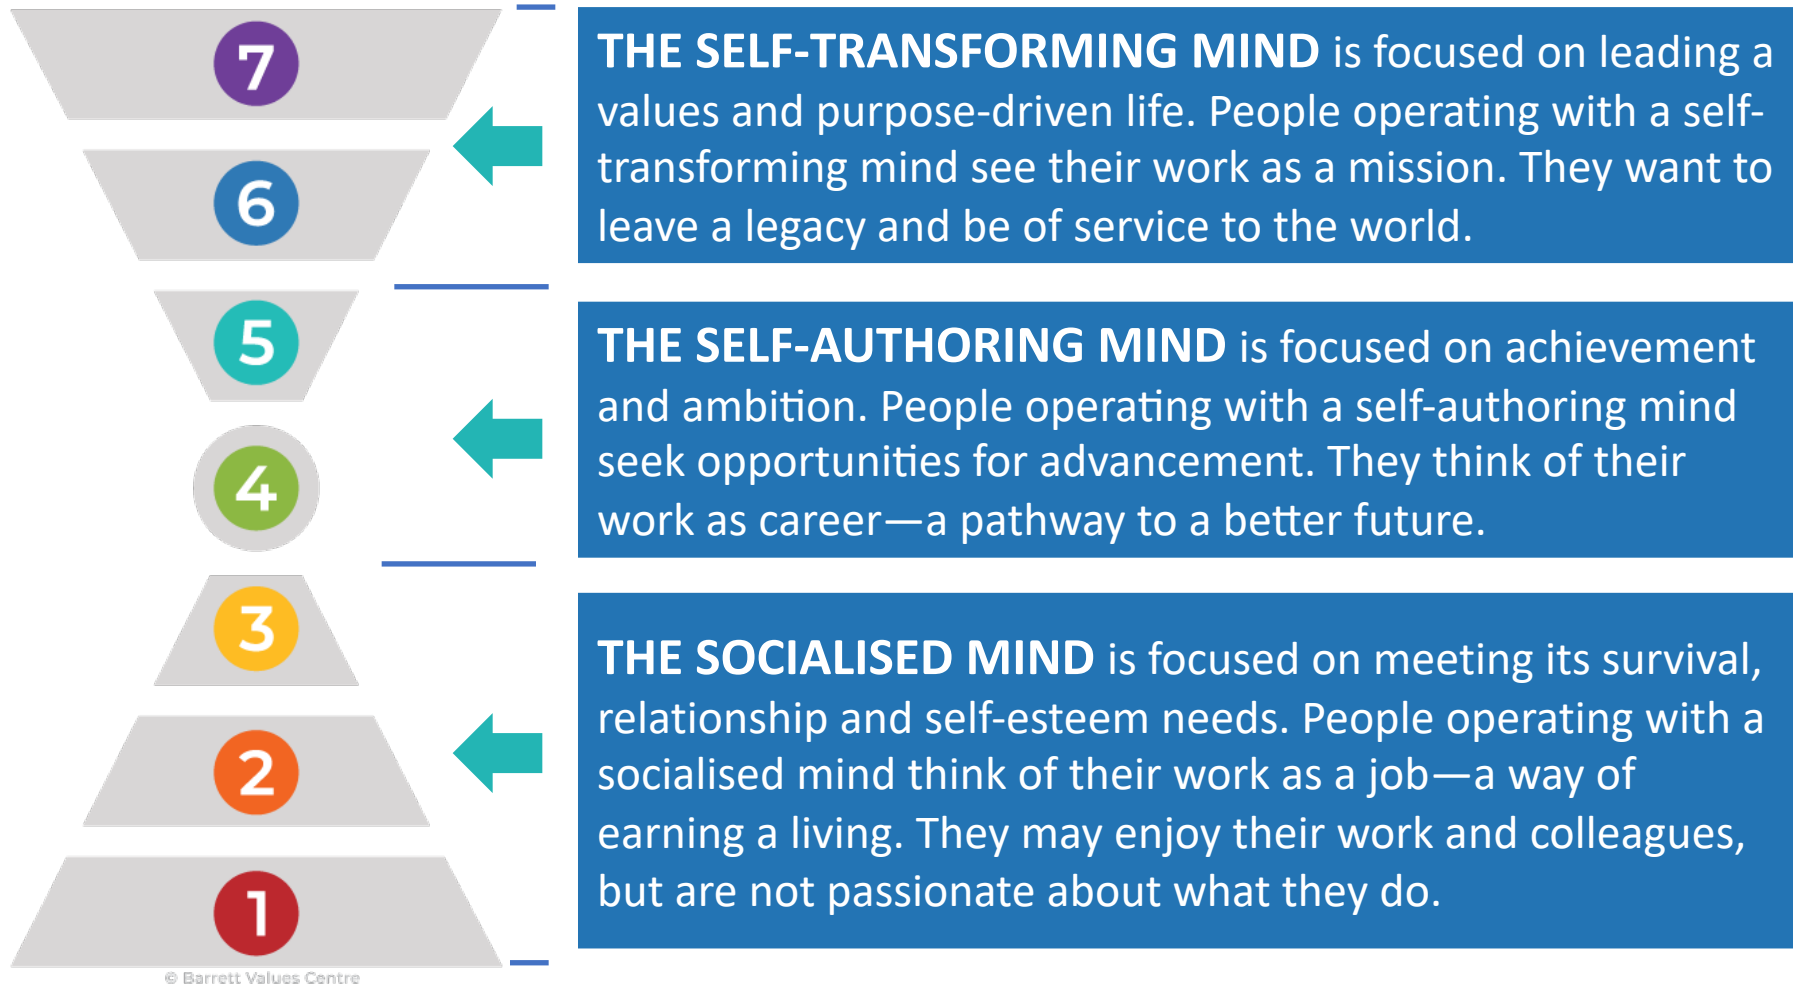 7
THE SELF-TRANSFORMING MIND is focused on leading a
values and purpose-driven life. People operating with a self-
transforming mind see their work as a mission. They want to
leave a legacy and be of service to the world.
6
5
THE SELF-AUTHORING MIND is focused on achievement
and ambition. People operating with a self-authoring mind
seek opportunities for advancement. They think of their
work as career—a pathway to a better future.
4
3
THE SOCIALISED MIND is focused on meeting its survival,
relationship and self-esteem needs. People operating with a
socialised mind think of their work as a job—a way of
earning a living. They may enjoy their work and colleagues,
but are not passionate about what they do.
2
1
© Barrett Values Centre